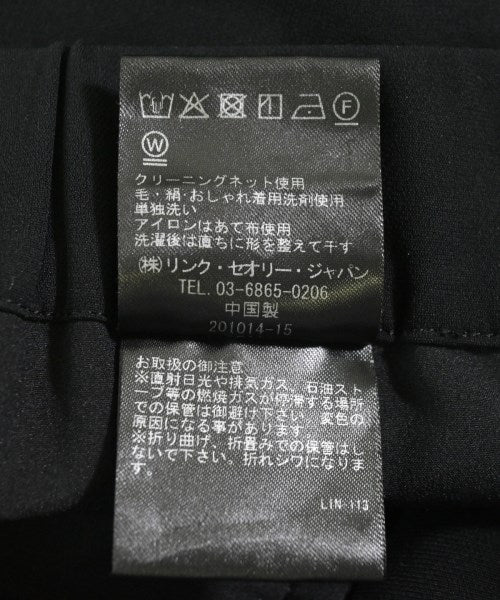 F
W
クリーニングネット使用
毛・絹・おしゃれ着用洗剤使用
単独洗い
アイロンはあて布使用
洗濯後は直ちに形を整えて干す
㈱リンク・セオリー・ジャパン
TEL. 03-6865-0206
中国製
201014-15
お取扱の御注意
※直射日光や排気ガス、石油スト
ーブ等の燃焼ガスが停滞する場所
での保管は御避け下さい。変色の
原因になる事があります。
※折り曲げ、折畳みでの保管はし
ないで下さい。折れジワになりま
す。
LIN-113